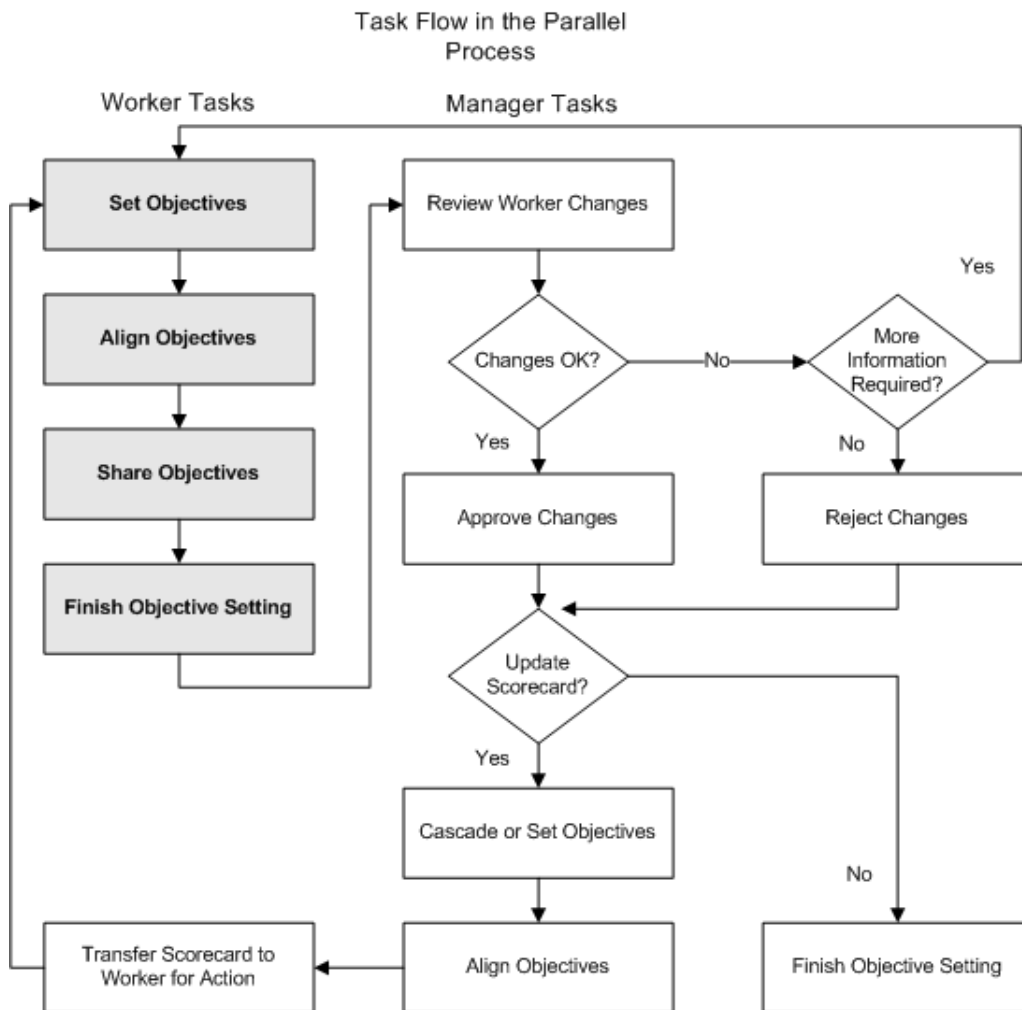 Task Flow in the Parallel
Process
Worker Tasks
Manager Tasks
Set Objectives
Review Worker Changes
Yes
Align Objectives
Changes OK?
No
More
Information
Required?
Yes
No
Share Objectives
Approve Changes
Reject Changes
Finish Objective Setting
Update
Scorecard?
Yes
Cascade or Set Objectives
No
Transfer Scorecard to
Worker for Action
Align Objectives
Finish Objective Setting